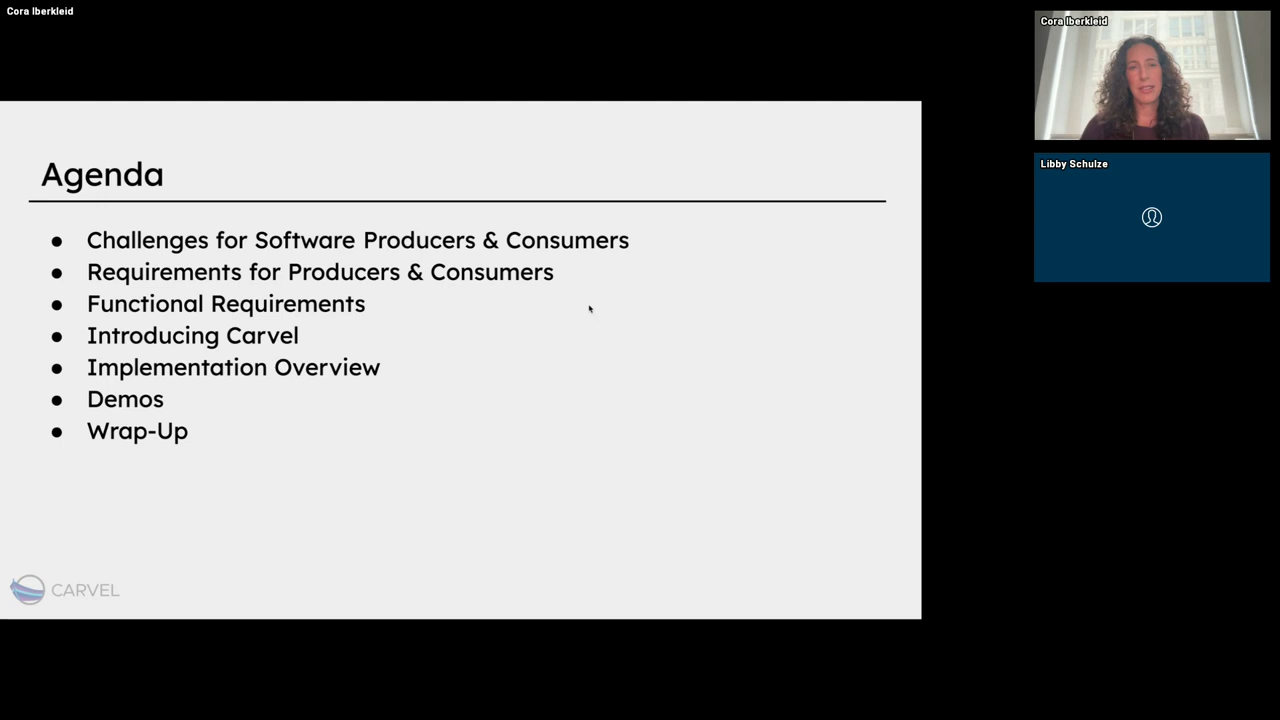 Cora Iberkleid
Cora Iberkleid
Libby Schulze
Agenda
● Challenges for Software Producers & Consumers
● Requirements for Producers & Consumers
● Functional Requirements
● Introducing Carvel
● Implementation Overview
● Demos
● Wrap-Up
CARVEL